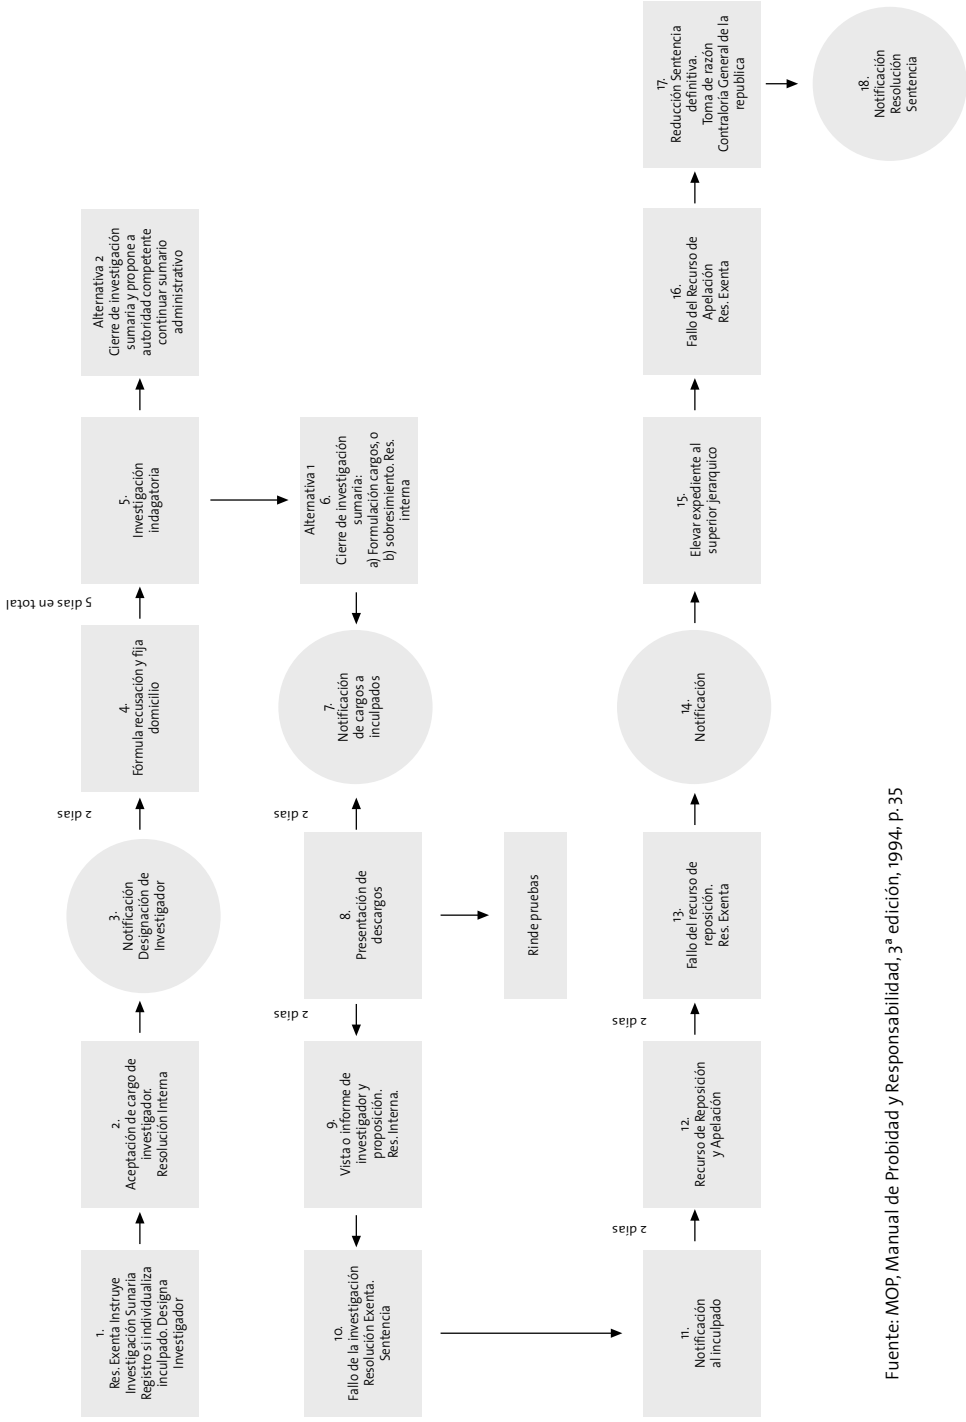 1.
Res. Exenta Instruye
Investigación Sunaria
Registro si individualiza
inculpado. Designa
Investigador
2.
Aceptación de cargo de
investigador.
Resolución Interna
3.
Notificación
Designación de
Investigador
2 días
4.
Fórmula recusación y fija
domicilio
5 días en total
5.
Investigación
indagatoria
Alternativa 2
Cierre de investigación
sumaria y propone a
autoridad competente
continuar sumario
administrativo
Alternativa 1
6.
Cierre de investigación
sumaria:
a) Formulación cargos, o
b) sobresimiento. Res.
interna
7.
Notificación
de cargos a
inculpados
2 días
8.
Presentación de
descargos
Rinde pruebas
2 días
9.
Vista o informe de
investigador y
proposición.
Res. Interna.
10.
Fallo de la investigación
Resolución Exenta.
Sentencia
11.
Notificación
al inculpado
2 días
12.
Recurso de Reposición
y Apelación
2 días
13.
Fallo del recurso de
reposición.
Res. Exenta
14.
Notificación
15.
Elevar expediente al
superior jerarquico
16.
Fallo del Recurso de
Apelación
Res. Exenta
17.
Reducción Sentencia
definitiva.
Toma de razón
Contraloría General de la
republica
18.
Notificación
Resolución
Sentencia
Fuente: MOP, Manual de Probidad y Responsabilidad, 3ª edición, 1994, p. 35